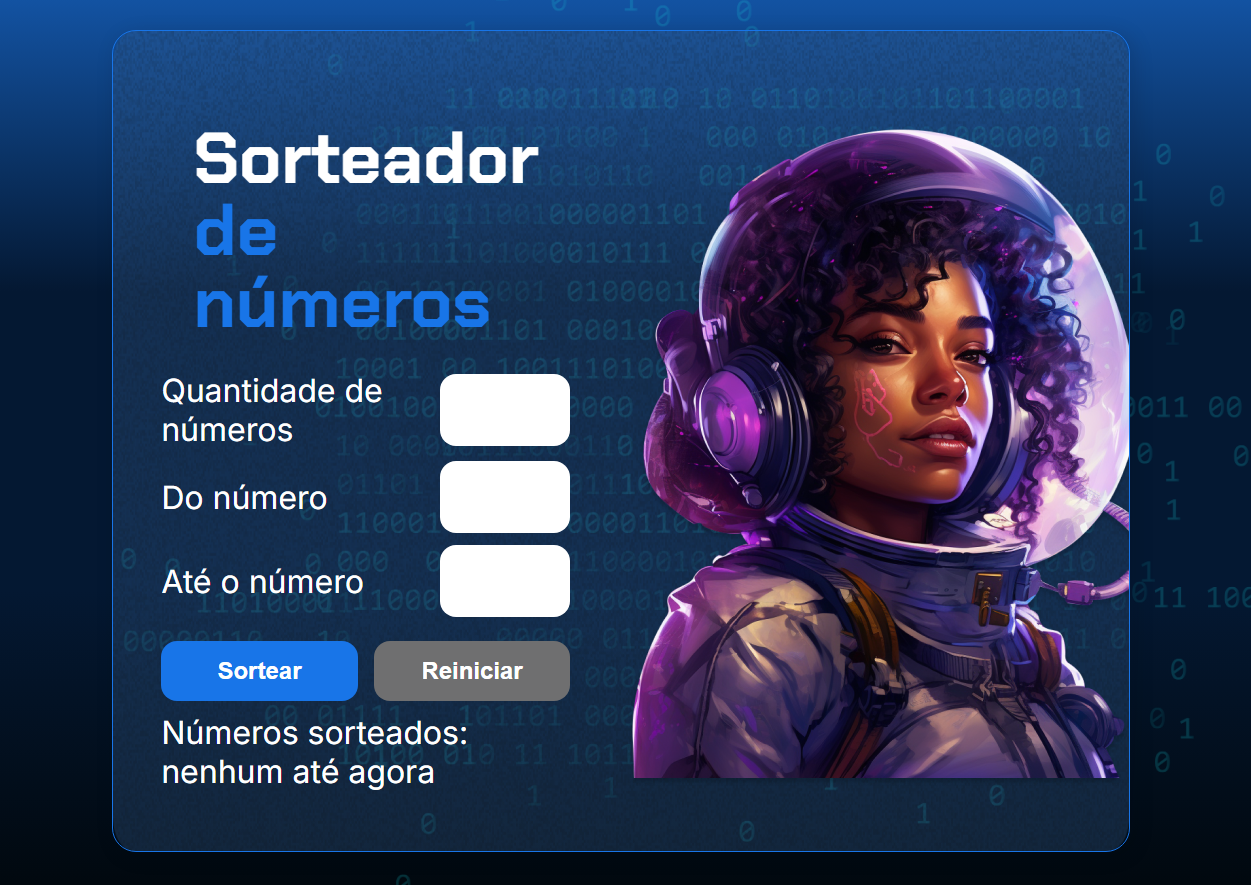 Sorteador
de
números
Quantidade de
números
Do número
Até o número
Sortear
Reiniciar
Números sorteados:
nenhum até agora